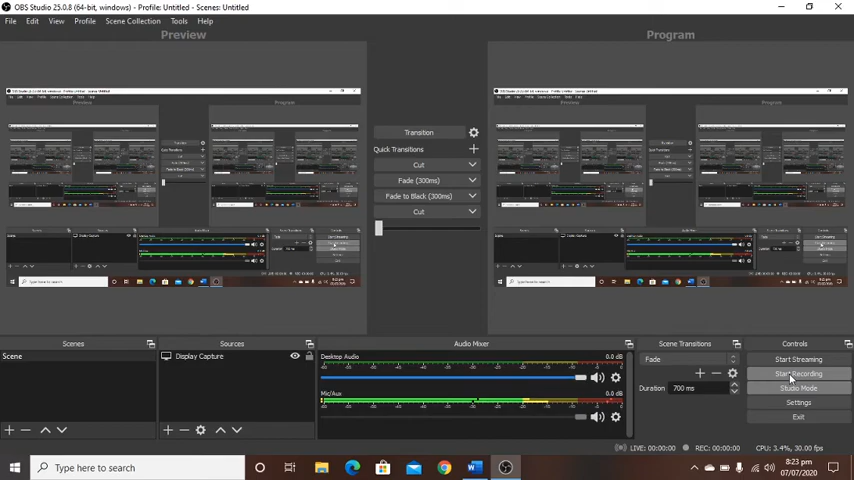 OBS Studio 25.0.8 (64-bit, windows) - Profile: Untitled - Scenes: Untitled
File Edit View Profile Scene Collection Tools Help
Preview
Program
Transition
Quick Transitions
Cut
Fade (300ms)
Fade to Black (300ms)
Cut
Scenes
Scene
Sources
Display Capture
Audio Mixer
Desktop Audio 0.0 dB
Mic/Aux 0.0 dB
Scene Transitions
Fade
Duration 700 ms
Controls
Start Streaming
Start Recording
Studio Mode
Settings
Exit
LIVE: 00:00:00 REC: 00:00:00 CPU: 3.4%, 30.00 fps
Type here to search
8:23 pm
07/07/2020